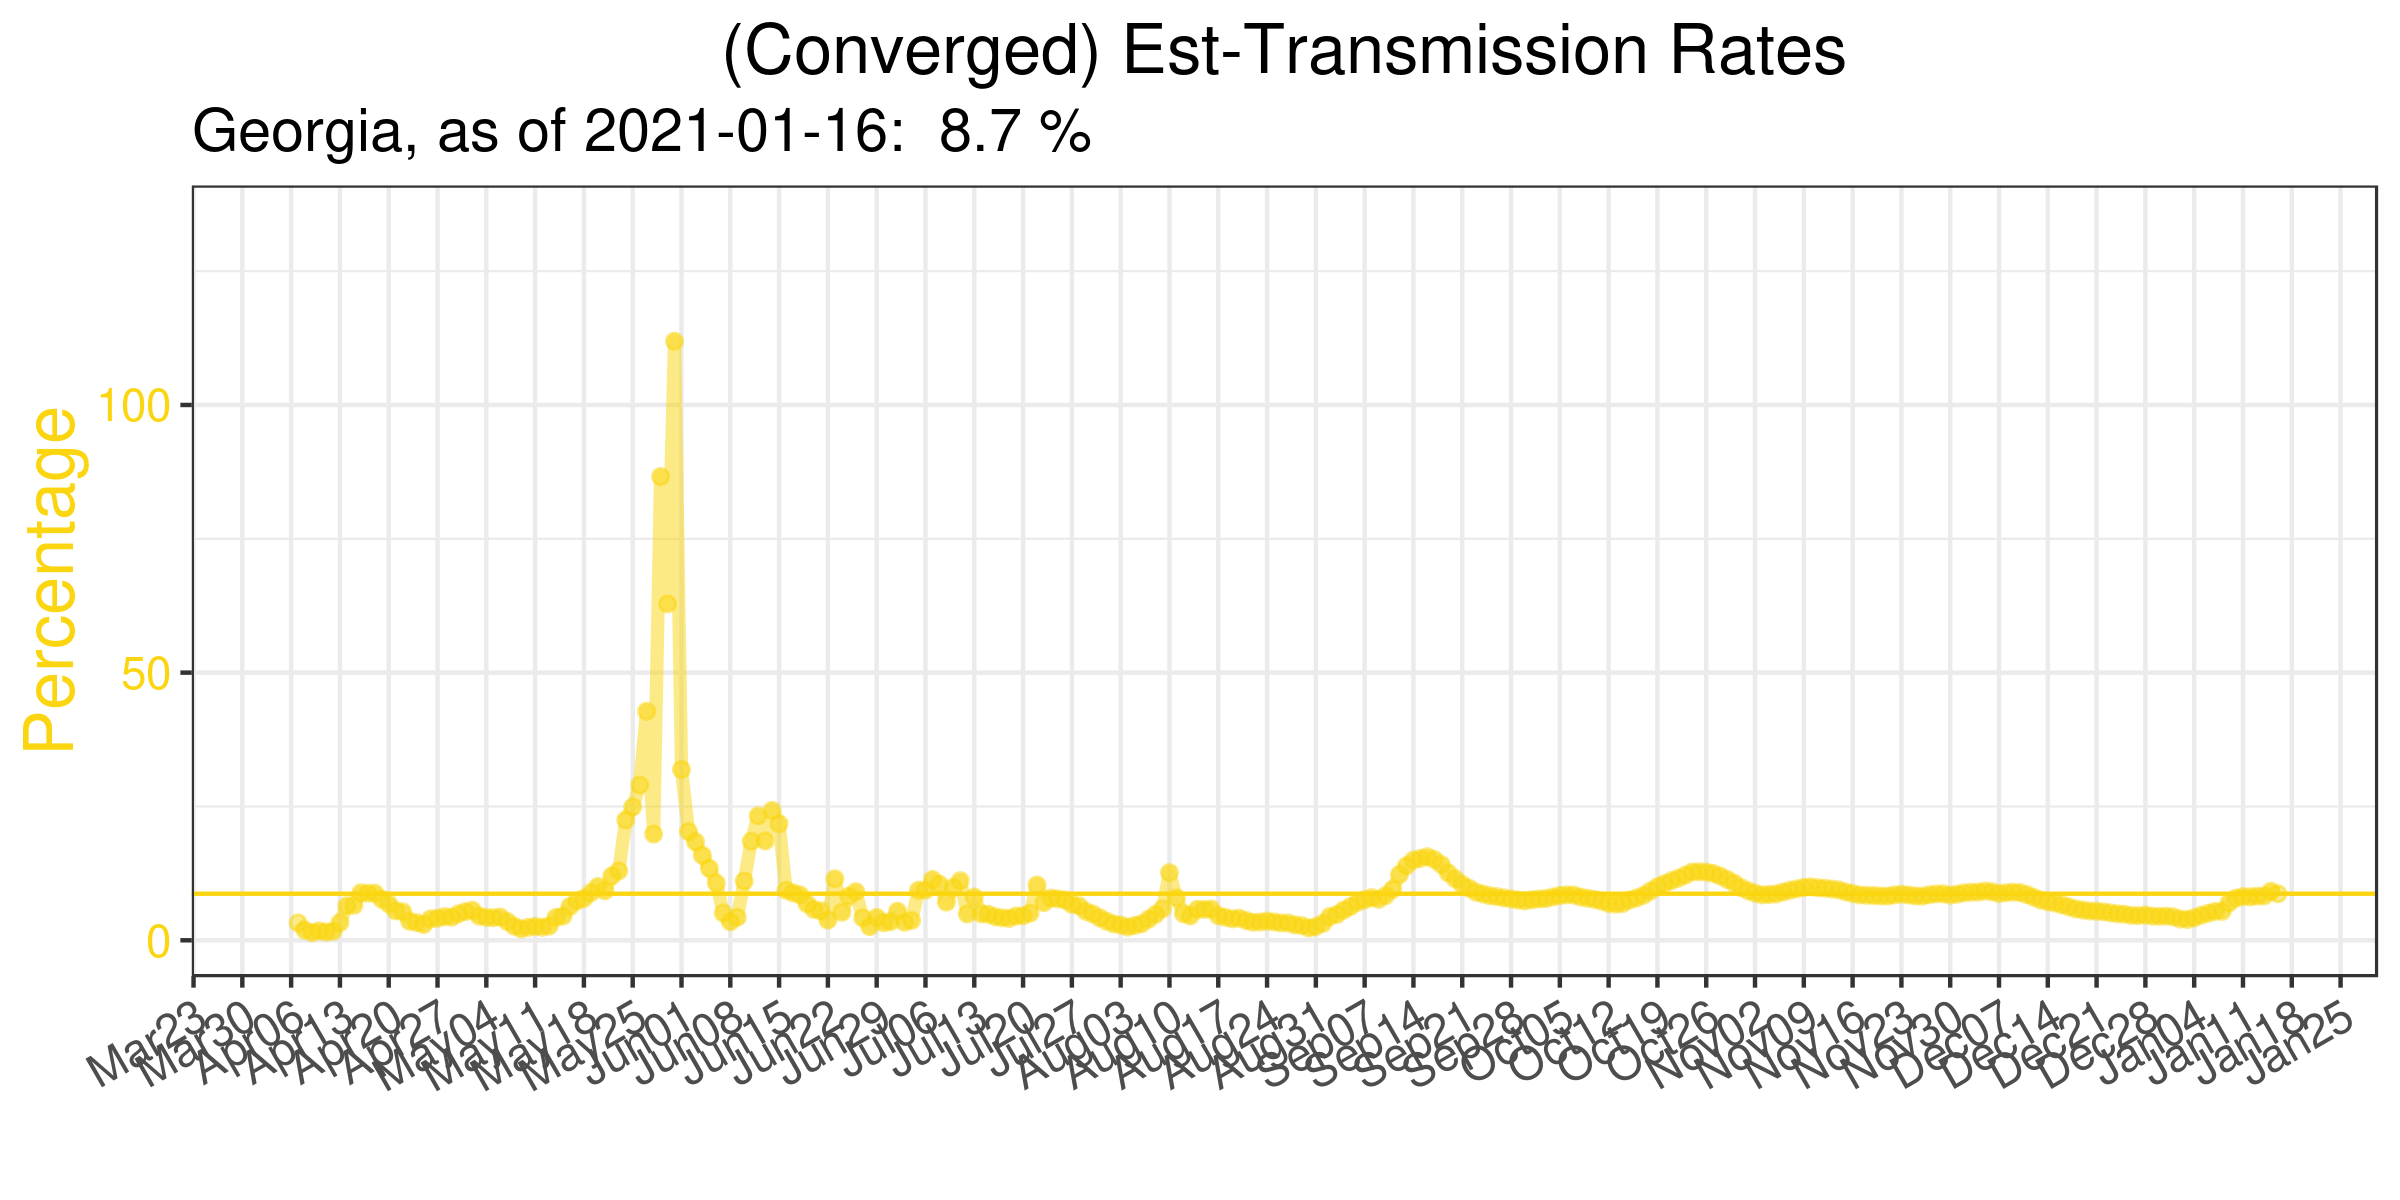 (Converged) Est-Transmission Rates
Georgia, as of 2021-01-16:  8.7 %
Percentage
100
50
0
Mar23
Mar30
Apr06
Apr13
Apr20
Apr27
May04
May11
May18
May25
Jun01
Jun08
Jun15
Jun22
Jun29
Jul06
Jul13
Jul20
Jul27
Aug03
Aug10
Aug17
Aug24
Aug31
Sep07
Sep14
Sep21
Sep28
Oct05
Oct12
Oct19
Oct26
Nov02
Nov09
Nov16
Nov23
Nov30
Dec07
Dec14
Dec21
Dec28
Jan04
Jan11
Jan18
Jan25